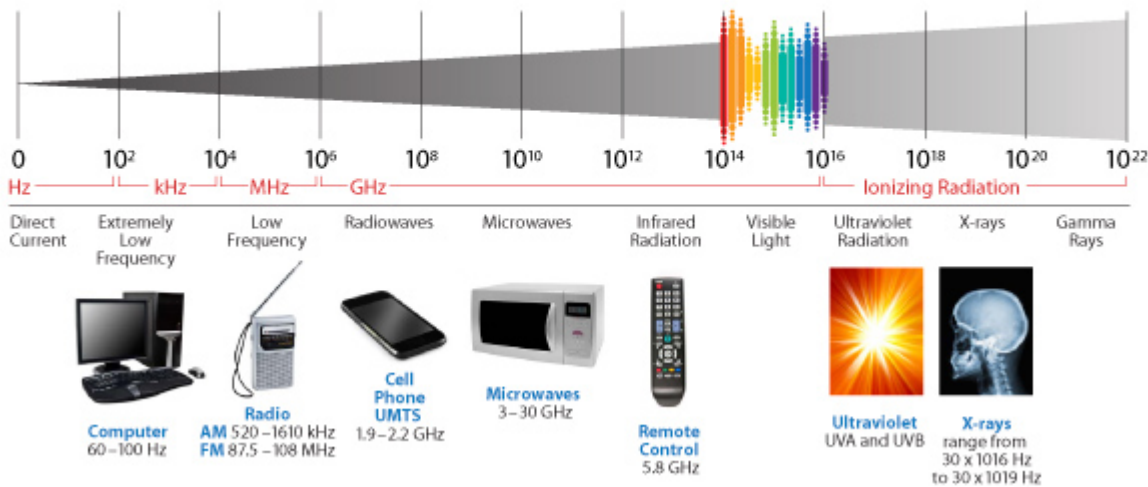 0 10² 10⁴ 10⁶ 10⁸ 10¹⁰ 10¹² 10¹⁴ 10¹⁶ 10¹⁸ 10²⁰ 10²²
Hz kHz MHz GHz Ionizing Radiation
Direct
Current
Extremely
Low
Frequency
Low
Frequency
Radiowaves
Microwaves
Infrared
Radiation
Visible
Light
Ultraviolet
Radiation
X-rays
Gamma
Rays
Computer
60–100 Hz
Radio
AM 520–1610 kHz
FM 87.5–108 MHz
Cell
Phone
UMTS
1.9–2.2 GHz
Microwaves
3–30 GHz
Remote
Control
5.8 GHz
Ultraviolet
UVA and UVB
X-rays
range from
30 x 1016 Hz
to 30 x 1019 Hz